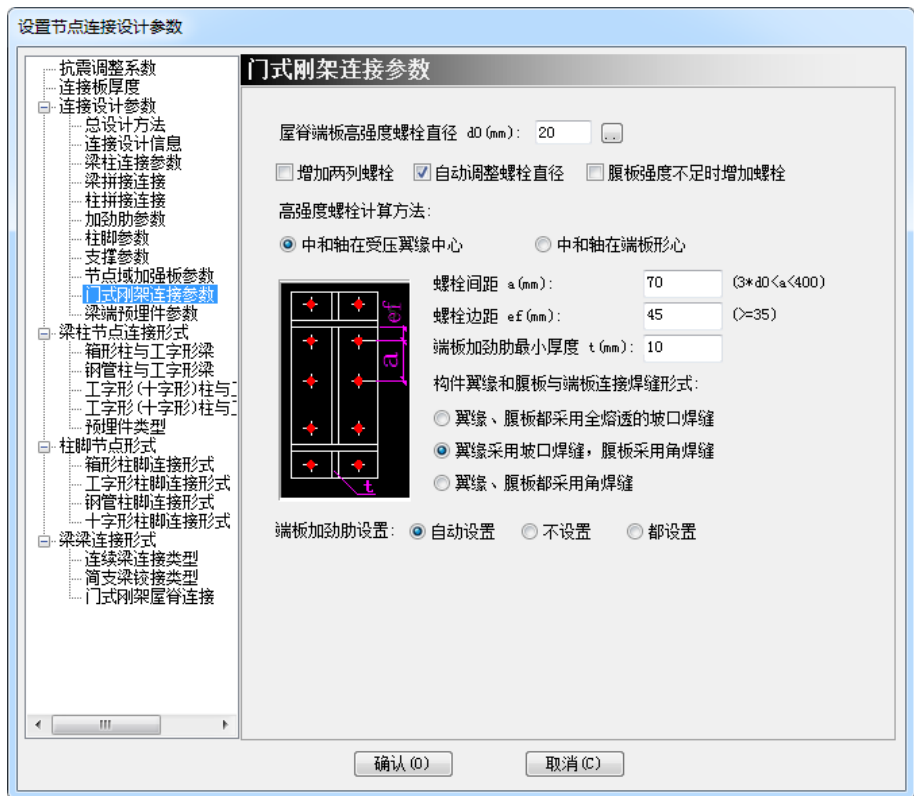 设置节点连接设计参数
抗震调整系数
连接板厚度
连接设计参数
总设计方法
连接设计信息
梁柱连接参数
梁拼接连接
柱拼接连接
加劲肋参数
柱脚参数
支撑参数
节点域加强板参数
门式刚架连接参数
梁端预埋件参数
梁柱节点连接形式
箱形柱与工字形梁
钢管柱与工字形梁
工字形(十字形)柱与工
工字形(十字形)柱与工
预埋件类型
柱脚节点形式
箱形柱脚连接形式
工字形柱脚连接形式
钢管柱脚连接形式
十字形柱脚连接形式
梁梁连接形式
连续梁连接类型
简支梁铰接类型
门式刚架屋脊连接
门式刚架连接参数
屋脊端板高强度螺栓直径 d0(mm): 20 ..
增加两列螺栓 自动调整螺栓直径 腹板强度不足时增加螺栓
高强度螺栓计算方法:
中和轴在受压翼缘中心 中和轴在端板形心
ef
a
t
螺栓间距 a(mm): 70 (3*d0<a<400)
螺栓边距 ef(mm): 45 (>=35)
端板加劲肋最小厚度 t(mm): 10
构件翼缘和腹板与端板连接焊缝形式:
翼缘、腹板都采用全熔透的坡口焊缝
翼缘采用坡口焊缝，腹板采用角焊缝
翼缘、腹板都采用角焊缝
端板加劲肋设置: 自动设置 不设置 都设置
确认(O) 取消(C)